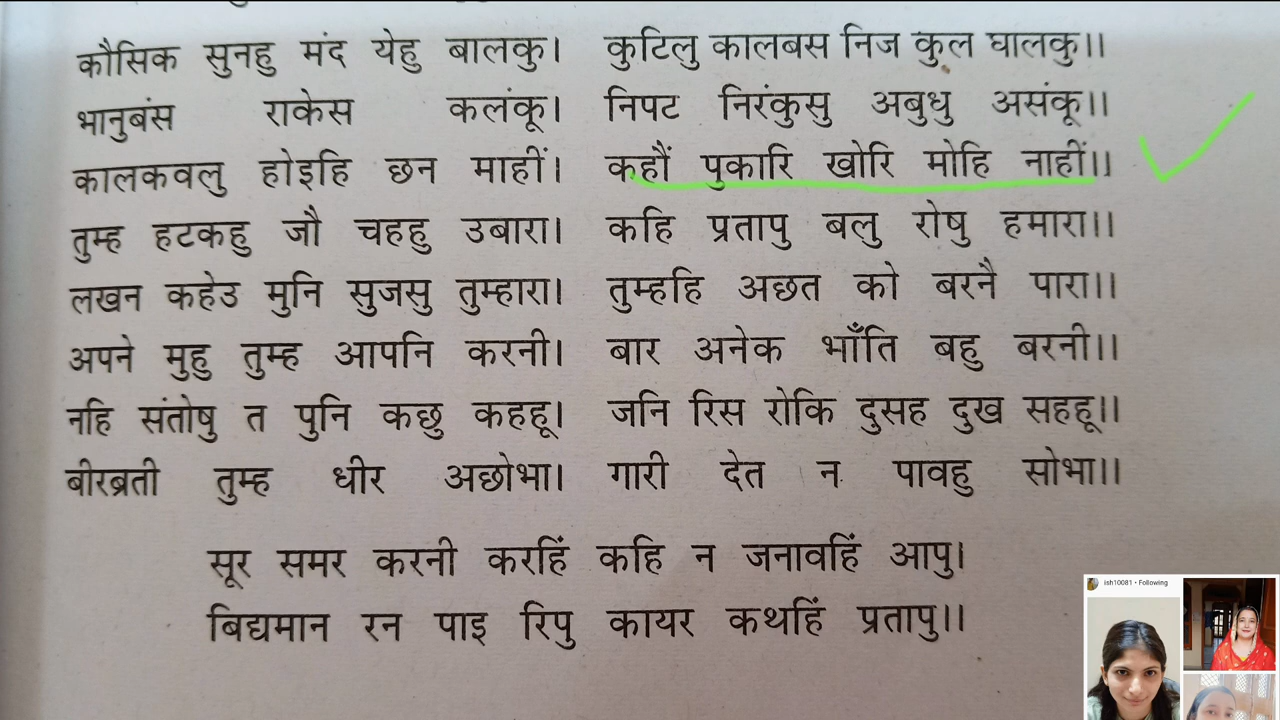 कौसिक सुनहु मंद येहु बालकु। कुटिलु कालबस निज कुल घालकु॥
भानुबंस राकेस कलंकू। निपट निरंकुसु अबुधु असंकू॥
कालकवलु होइहि छन माहीं। कहौं पुकारि खोरि मोहि नाहीं॥
तुम्ह हटकहु जौ चहहु उबारा। कहि प्रतापु बलु रोषु हमारा॥
लखन कहेउ मुनि सुजसु तुम्हारा। तुम्हहि अछत को बरनै पारा॥
अपने मुहु तुम्ह आपनि करनी। बार अनेक भाँति बहु बरनी॥
नहि संतोषु त पुनि कछु कहहू। जनि रिस रोकि दुसह दुख सहहू॥
बीरब्रती तुम्ह धीर अछोभा। गारी देत न पावहु सोभा॥
सूर समर करनी करहिं कहि न जनावहिं आपु।
बिद्यमान रन पाइ रिपु कायर कथहिं प्रतापु॥
ish10081 • Following